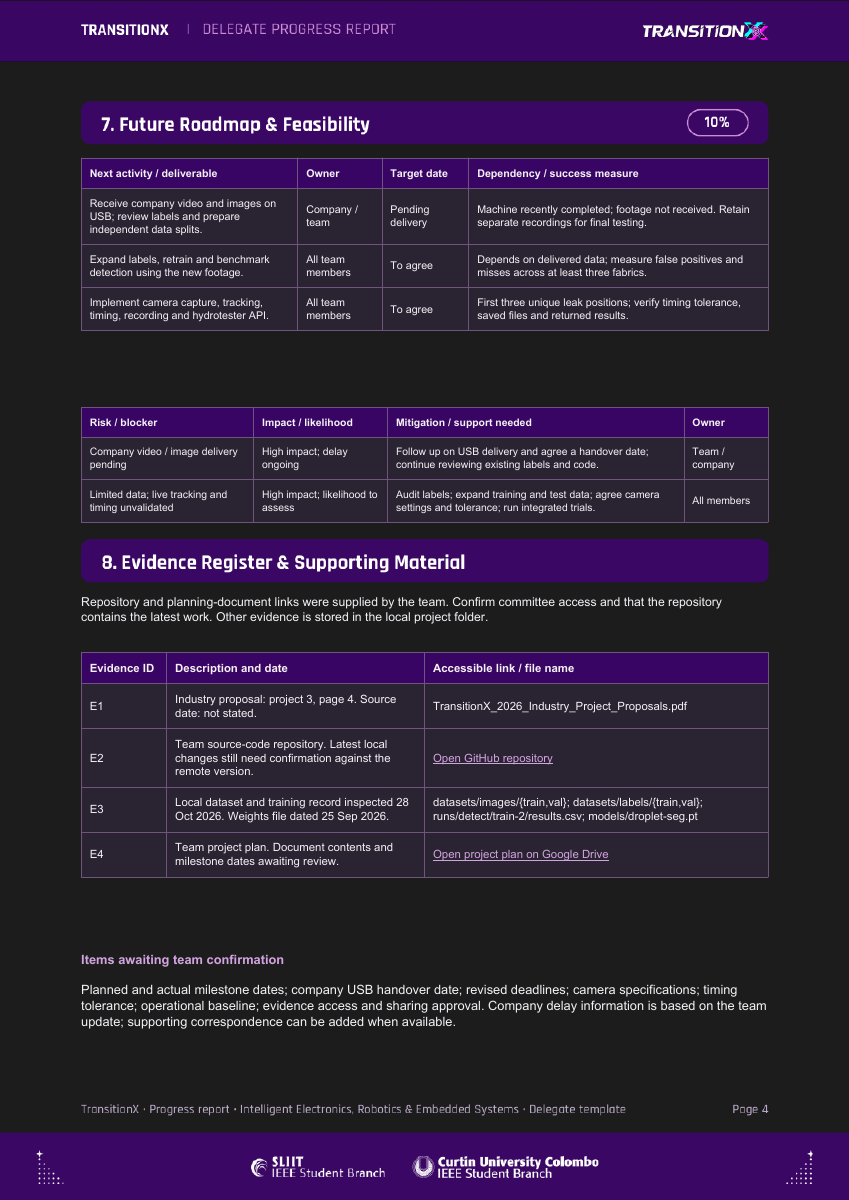 TRANSITIONX | DELEGATE PROGRESS REPORT
TRANSITIONX
7. Future Roadmap & Feasibility
10%
Next activity / deliverable Owner Target date Dependency / success measure
Receive company video and images on
USB; review labels and prepare
independent data splits.
Company /
team
Pending
delivery
Machine recently completed; footage not received. Retain
separate recordings for final testing.
Expand labels, retrain and benchmark
detection using the new footage.
All team
members
To agree
Depends on delivered data; measure false positives and
misses across at least three fabrics.
Implement camera capture, tracking,
timing, recording and hydrotester API.
All team
members
To agree
First three unique leak positions; verify timing tolerance,
saved files and returned results.
Risk / blocker Impact / likelihood Mitigation / support needed Owner
Company video / image delivery
pending
High impact; delay
ongoing
Follow up on USB delivery and agree a handover date;
continue reviewing existing labels and code.
Team /
company
Limited data; live tracking and
timing unvalidated
High impact; likelihood to
assess
Audit labels; expand training and test data; agree camera
settings and tolerance; run integrated trials.
All members
8. Evidence Register & Supporting Material
Repository and planning-document links were supplied by the team. Confirm committee access and that the repository
contains the latest work. Other evidence is stored in the local project folder.
Evidence ID Description and date Accessible link / file name
E1
Industry proposal: project 3, page 4. Source
date: not stated.
TransitionX_2026_Industry_Project_Proposals.pdf
E2
Team source-code repository. Latest local
changes still need confirmation against the
remote version.
Open GitHub repository
E3
Local dataset and training record inspected 28
Oct 2026. Weights file dated 25 Sep 2026.
datasets/images/{train,val}; datasets/labels/{train,val};
runs/detect/train-2/results.csv; models/droplet-seg.pt
E4
Team project plan. Document contents and
milestone dates awaiting review.
Open project plan on Google Drive
Items awaiting team confirmation
Planned and actual milestone dates; company USB handover date; revised deadlines; camera specifications; timing
tolerance; operational baseline; evidence access and sharing approval. Company delay information is based on the team
update; supporting correspondence can be added when available.
TransitionX · Progress report · Intelligent Electronics, Robotics & Embedded Systems · Delegate template Page 4
SLIIT
IEEE Student Branch
Curtin University Colombo
IEEE Student Branch